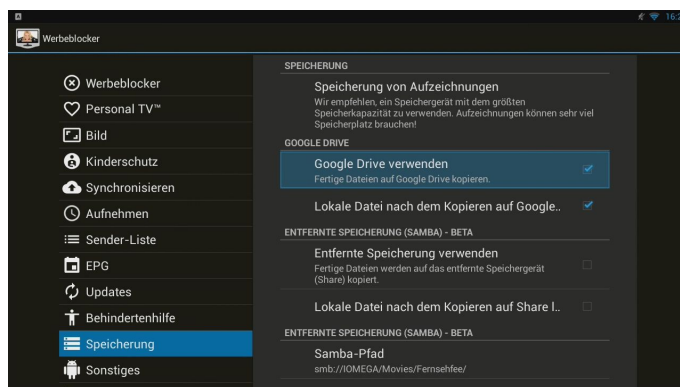 16:2
Werbeblocker
Werbeblocker
Personal TV™
Bild
Kinderschutz
Synchronisieren
Aufnehmen
Sender-Liste
EPG
Updates
Behindertenhilfe
Speicherung
Sonstiges
SPEICHERUNG
Speicherung von Aufzeichnungen
Wir empfehlen, ein Speichergerät mit dem größten
Speicherkapazität zu verwenden. Aufzeichnungen können sehr viel
Speicherplatz brauchen!
GOOGLE DRIVE
Google Drive verwenden
Fertige Dateien auf Google Drive kopieren.
Lokale Datei nach dem Kopieren auf Google..
ENTFERNTE SPEICHERUNG (SAMBA) - BETA
Entfernte Speicherung verwenden
Fertige Dateien werden auf das entfernte Speichergerät
(Share) kopiert.
Lokale Datei nach dem Kopieren auf Share l..
ENTFERNTE SPEICHERUNG (SAMBA) - BETA
Samba-Pfad
smb://IOMEGA/Movies/Fernsehfee/